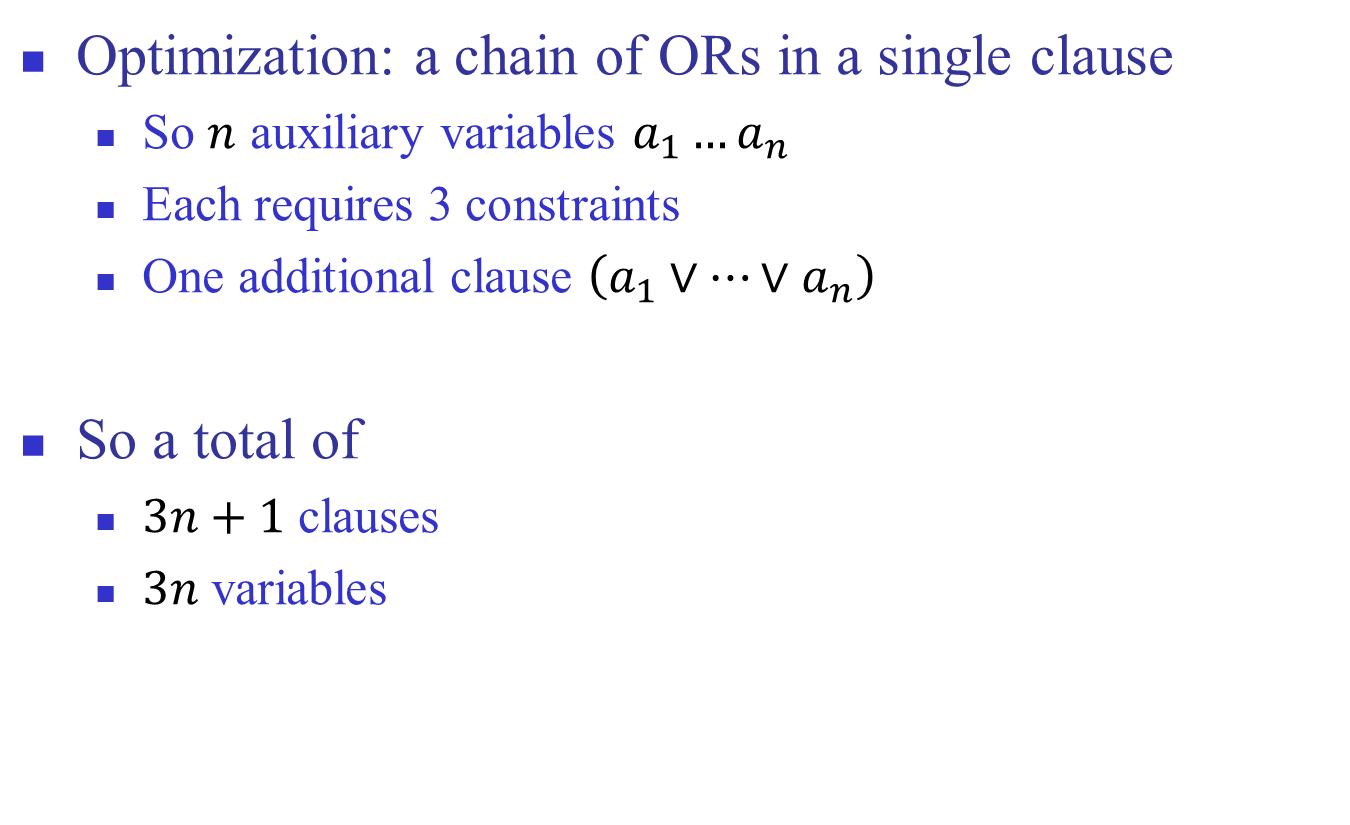 Optimization: a chain of ORs in a single clause
So n auxiliary variables a₁ … aₙ
Each requires 3 constraints
One additional clause (a₁ ∨ ⋯ ∨ aₙ)
So a total of
3n + 1 clauses
3n variables